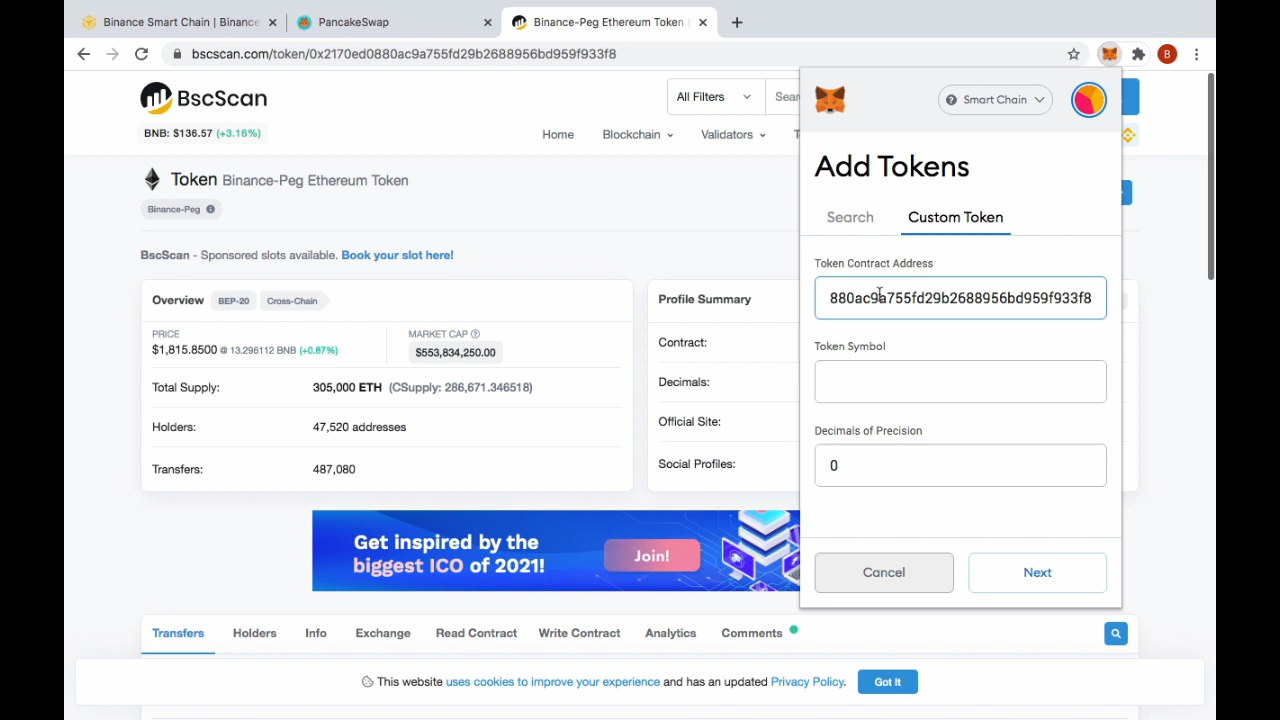 Binance Smart Chain | Binance
PancakeSwap
Binance-Peg Ethereum Token
bscscan.com/token/0x2170ed0880ac9a755fd29b2688956bd959f933f8
B
BscScan
BNB: $136.57 (+3.16%)
All Filters
Sear
Home
Blockchain
Validators
T
Token Binance-Peg Ethereum Token
Binance-Peg
BscScan - Sponsored slots available. Book your slot here!
Overview BEP-20 Cross-Chain
PRICE
$1,815.8500 @ 13.296112 BNB (+0.87%)
MARKET CAP
$553,834,250.00
Total Supply: 305,000 ETH (CSupply: 286,671.346518)
Holders: 47,520 addresses
Transfers: 487,080
Profile Summary
Contract:
Decimals:
Official Site:
Social Profiles:
Get inspired by the
biggest ICO of 2021!
Join!
Transfers
Holders
Info
Exchange
Read Contract
Write Contract
Analytics
Comments
This website uses cookies to improve your experience and has an updated Privacy Policy.
Got It
Smart Chain
Add Tokens
Search
Custom Token
Token Contract Address
880ac9a755fd29b2688956bd959f933f8
Token Symbol
Decimals of Precision
0
Cancel
Next